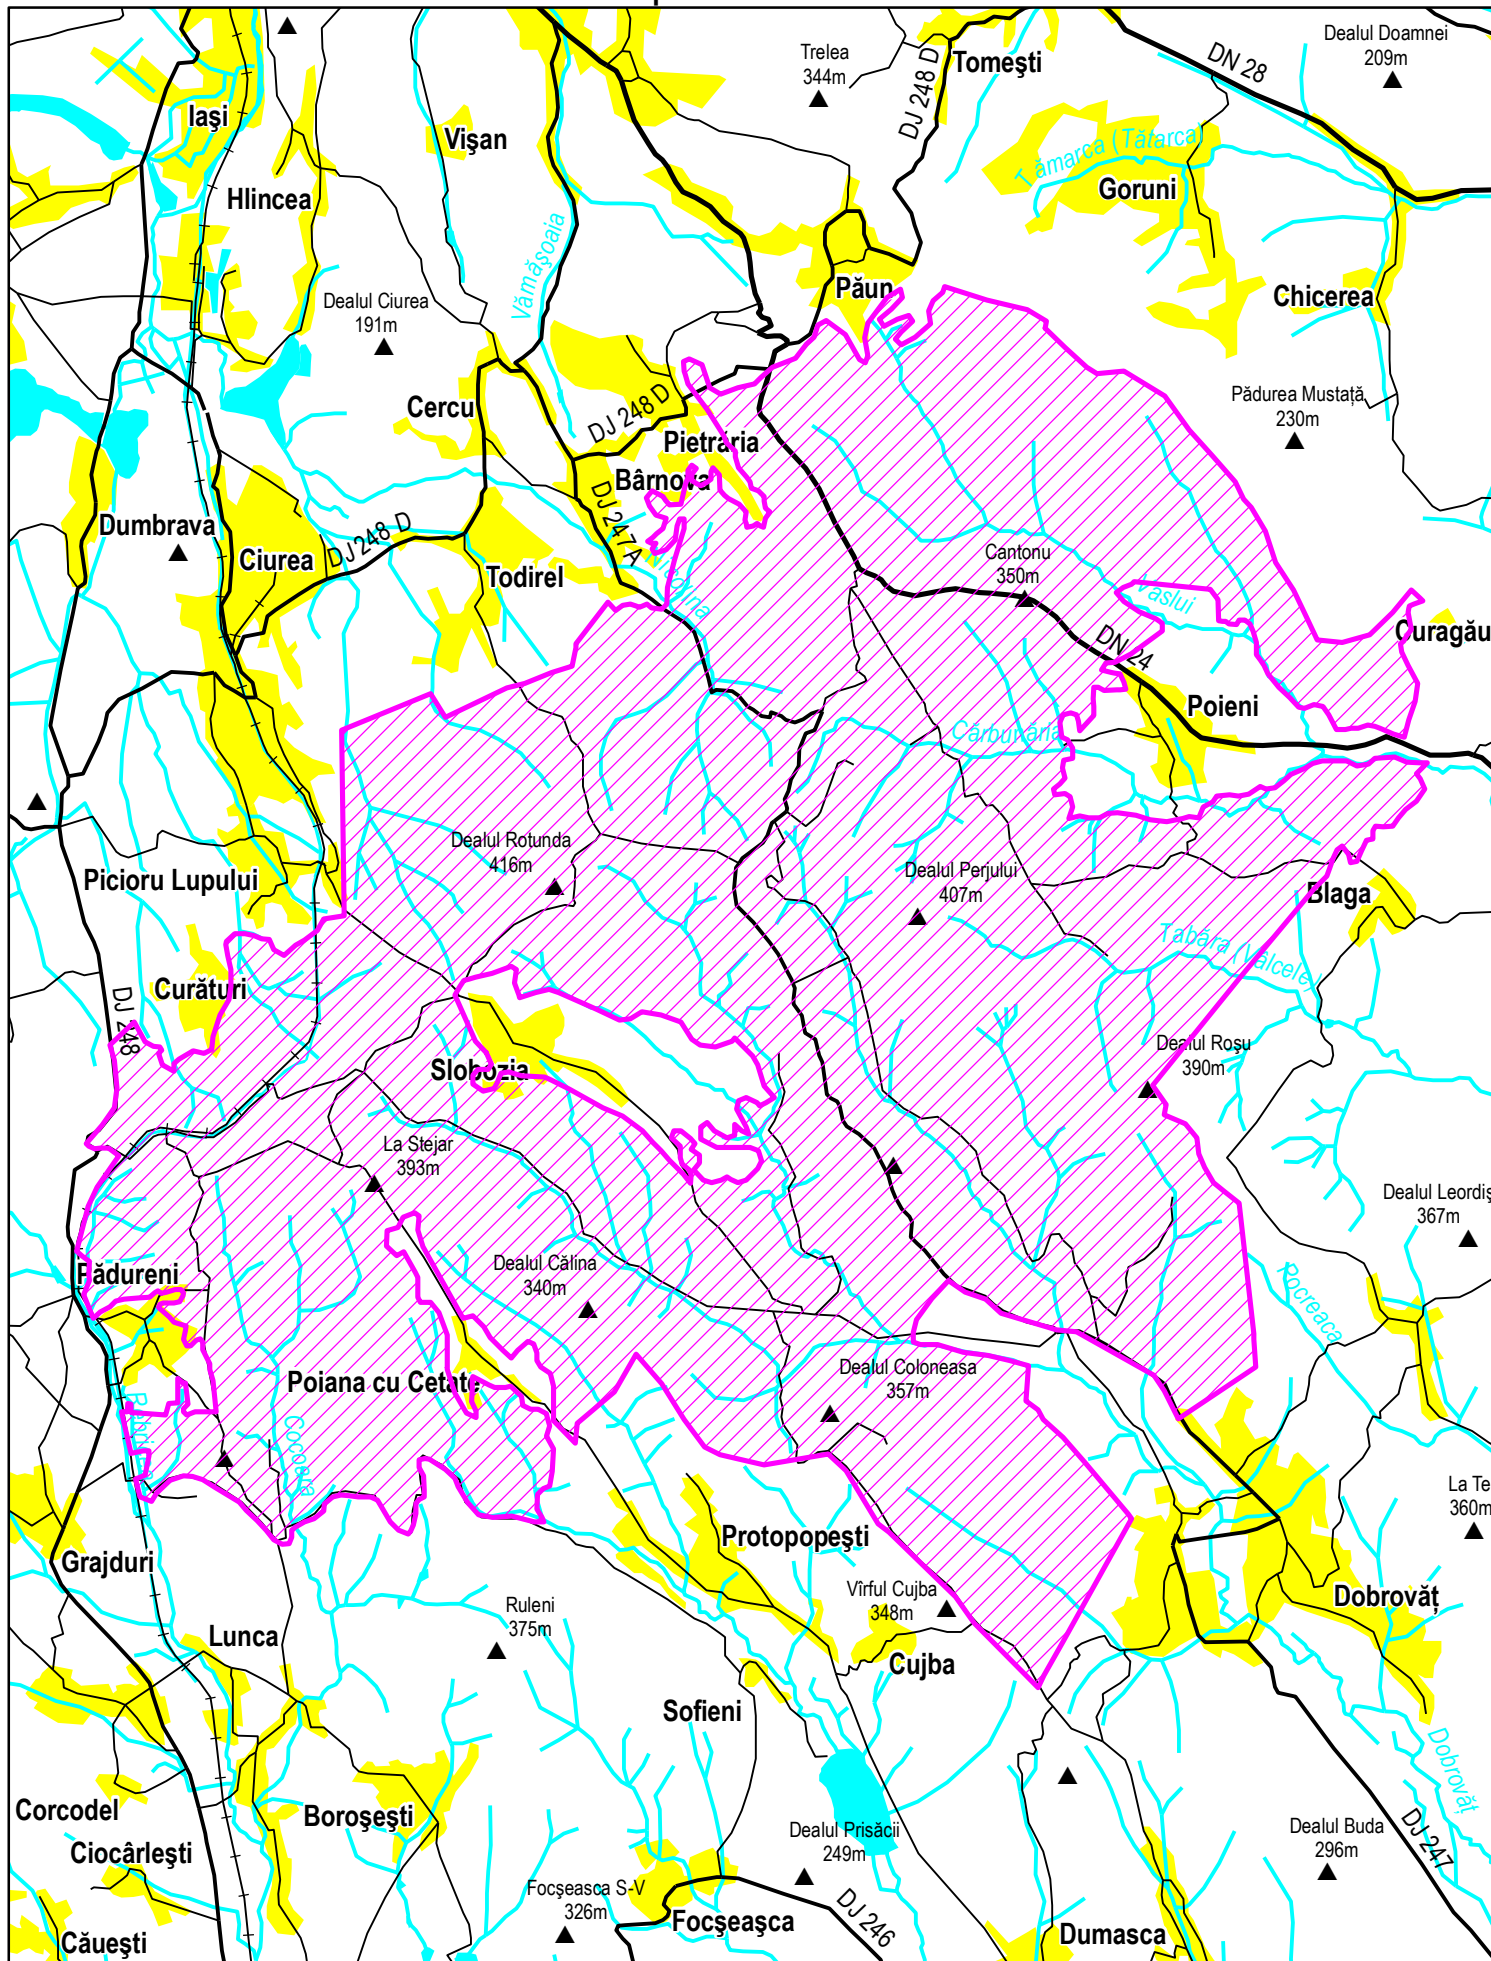 Dealul Doamnei
209m
Trelea
344m
Tomeşti
DN 28
DJ 248 D
Iaşi
Vişan
Tămarca (Tătarca)
Goruni
Hlincea
Vămăşoaia
Păun
Chicerea
Dealul Ciurea
191m
Cercu
DJ 248 D
Pădurea Mustaţă
230m
Pietrăria
Bârnova
Dumbrava
DJ 247 A
Ciurea
DJ 248 D
Todirel
Nicolina
Cantonu
350m
Vaslui
Curagău
DN 24
Poieni
Cărbunăria
Dealul Rotunda
416m
Dealul Perjului
407m
Picioru Lupului
Blaga
Tabăra (Vâlcele)
Curături
DJ 248
Dealul Roşu
390m
Slobozia
La Stejar
393m
Dealul Leordiş
367m
Pădureni
Dealul Călina
340m
Pocreaca
Poiana cu Cetate
Dealul Coloneasa
357m
Cocoara
La Te
360m
Protopopeşti
Grajduri
Vîrful Cujba
348m
Dobrovăţ
Ruleni
375m
Lunca
Cujba
Sofieni
Dobrovăţ
Corcodel
Boroşeşti
Dealul Prisăcii
249m
Dealul Buda
296m
DJ 247
Ciocârleşti
Focşeasca S-V
326m
DJ 246
Focşeaşca
Dumasca
Căueşti